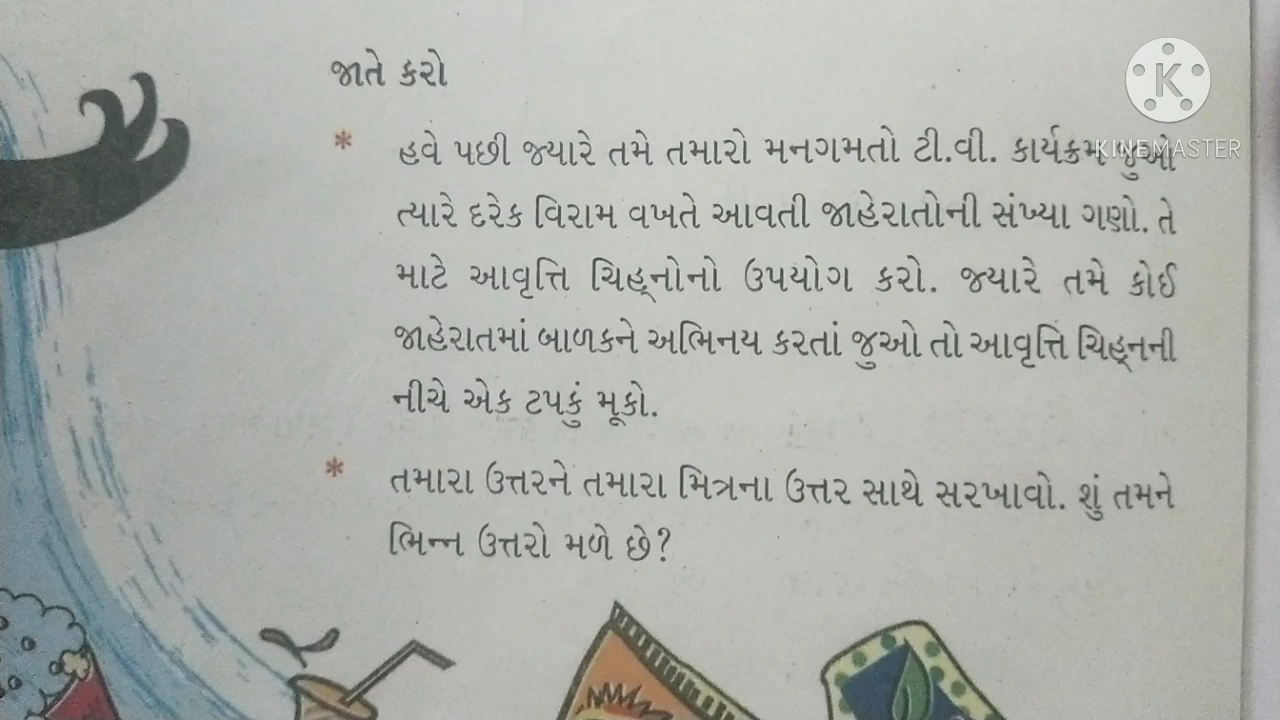 જાતે કરો
* હવે પછી જ્યારે તમે તમારો મનગમતો ટી.વી. કાર્યક્રમ જુઓ
ત્યારે દરેક વિરામ વખતે આવતી જાહેરાતોની સંખ્યા ગણો. તે
માટે આવૃત્તિ ચિહ્નોનો ઉપયોગ કરો. જ્યારે તમે કોઈ
જાહેરાતમાં બાળકને અભિનય કરતાં જુઓ તો આવૃત્તિ ચિહ્નની
નીચે એક ટપકું મૂકો.
* તમારા ઉત્તરને તમારા મિત્રના ઉત્તર સાથે સરખાવો. શું તમને
ભિન્ન ઉત્તરો મળે છે?
K
KINEMASTER